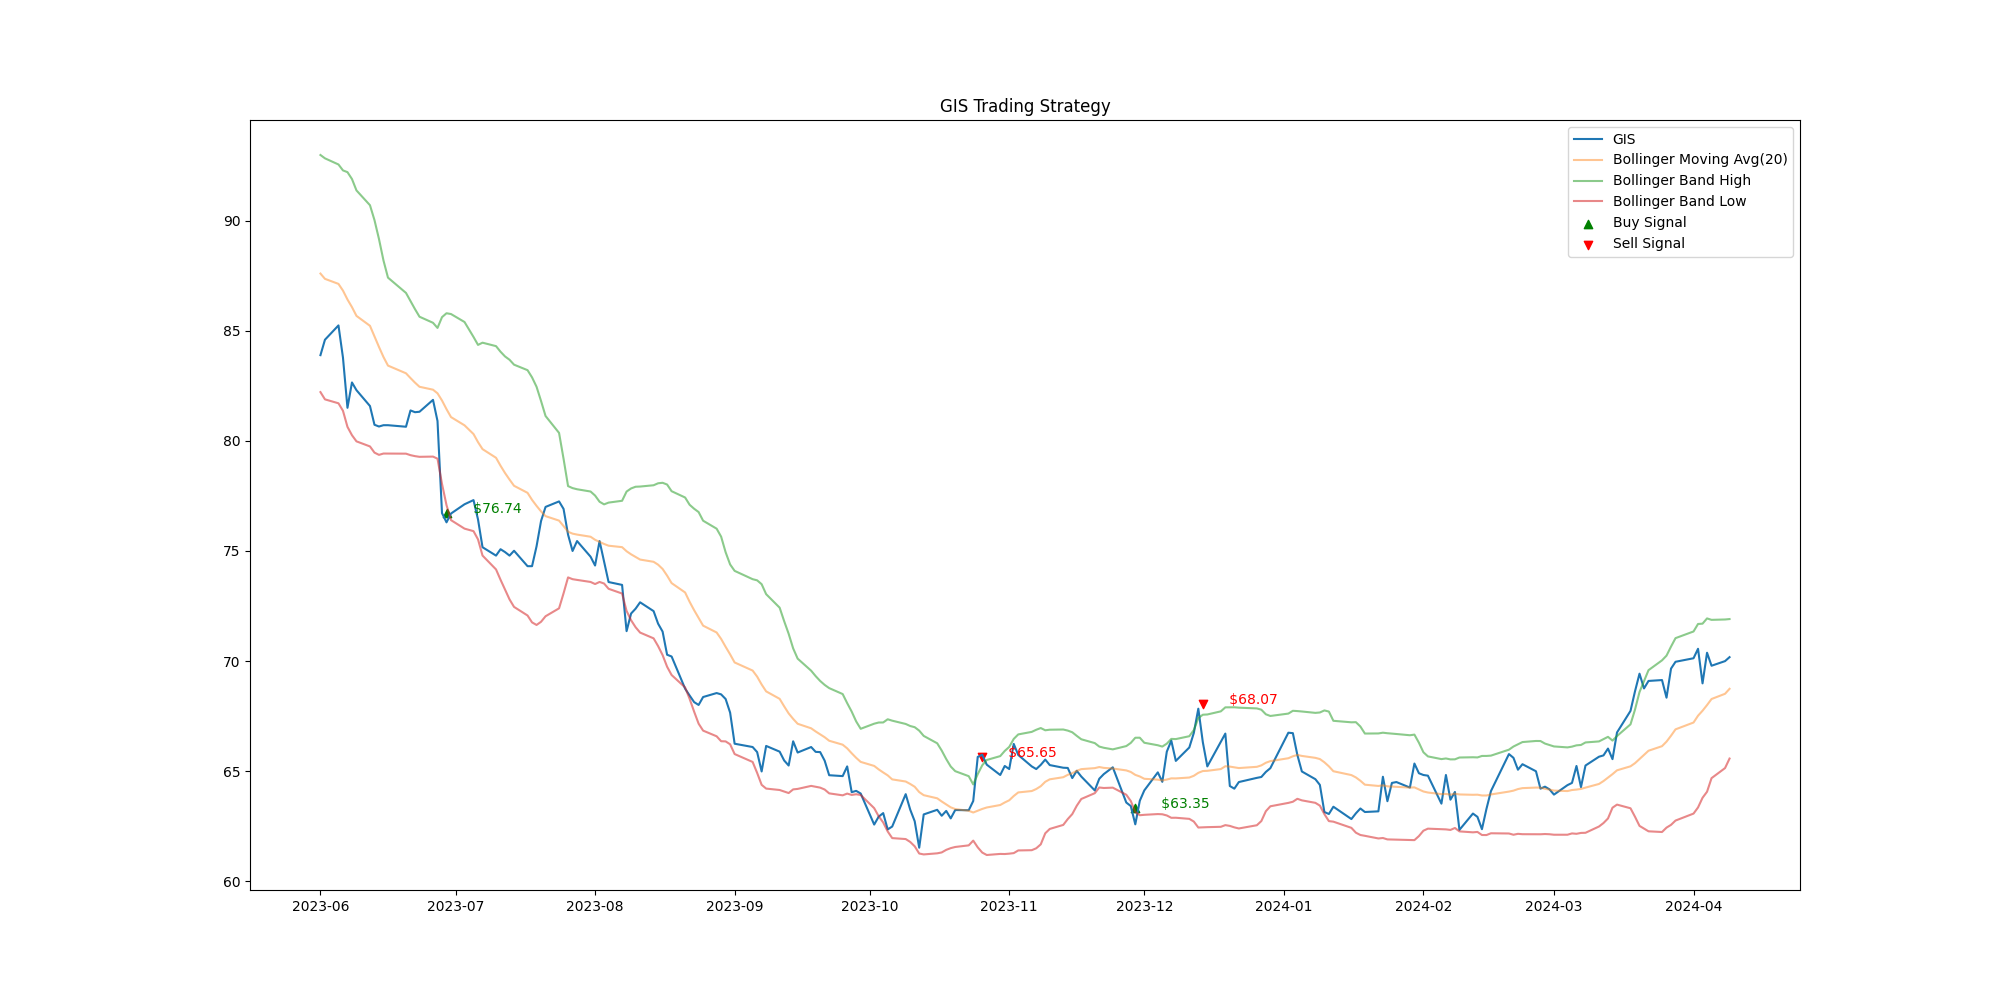 GIS Trading Strategy
GIS
Bollinger Moving Avg(20)
Bollinger Band High
Bollinger Band Low
Buy Signal
Sell Signal
90
85
80
75
70
65
60
$76.74
$65.65
$63.35
$68.07
2023-06 2023-07 2023-08 2023-09 2023-10 2023-11 2023-12 2024-01 2024-02 2024-03 2024-04